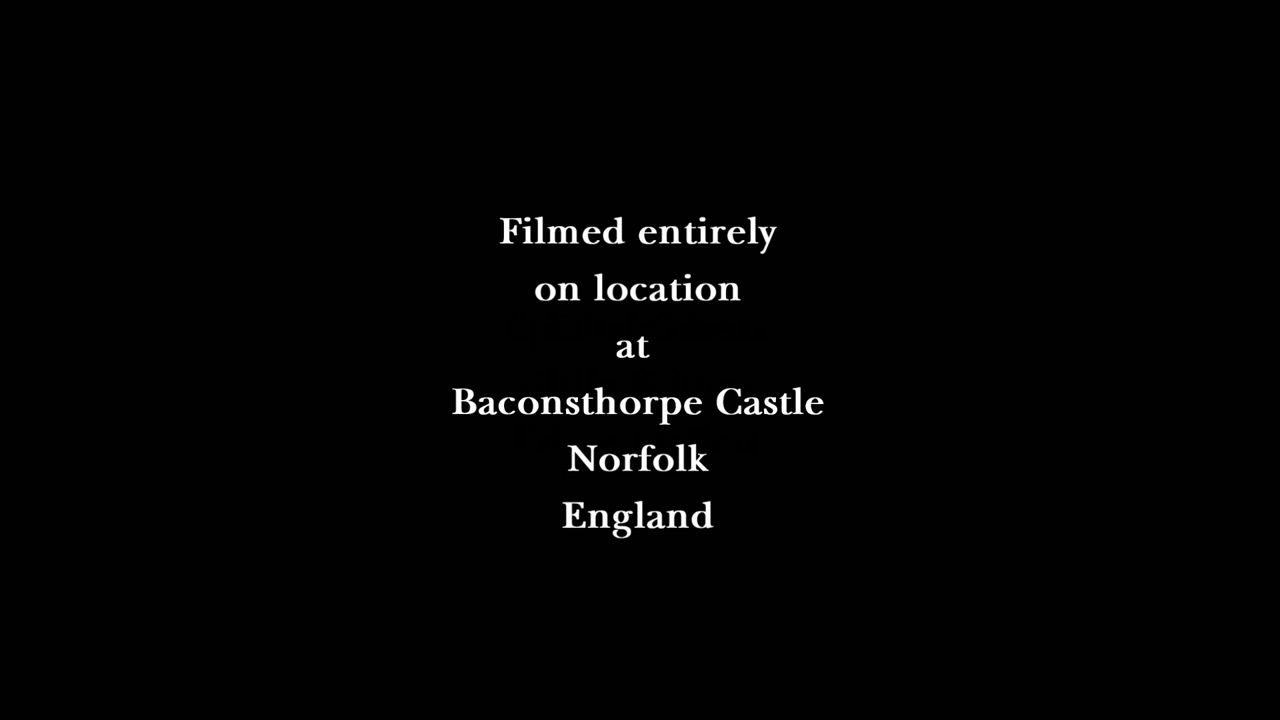 Filmed entirely
on location
at
Baconsthorpe Castle
Norfolk
England